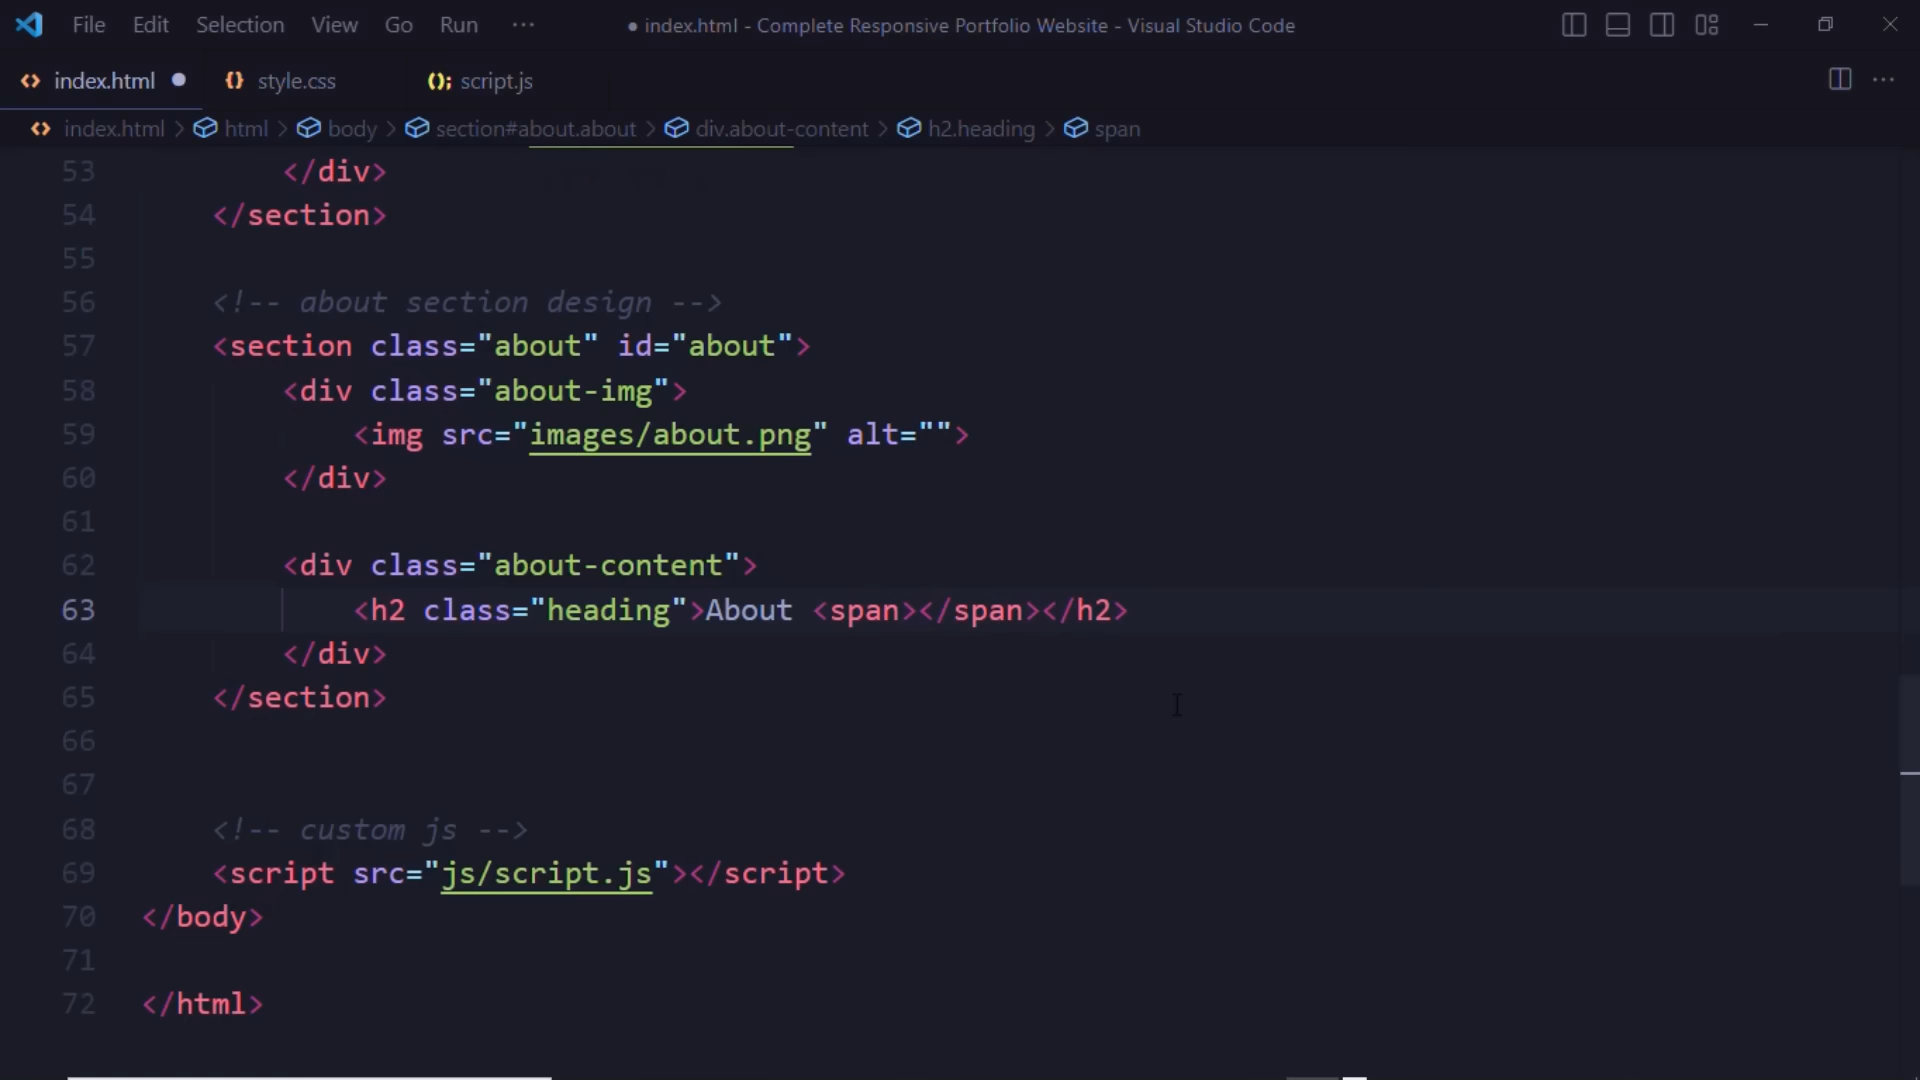 File Edit Selection View Go Run ··· ● index.html - Complete Responsive Portfolio Website - Visual Studio Code
index.html ● style.css script.js
index.html > html > body > section#about.about > div.about-content > h2.heading > span
53 </div>
54 </section>
55
56 <!-- about section design -->
57 <section class="about" id="about">
58 <div class="about-img">
59 <img src="images/about.png" alt="">
60 </div>
61
62 <div class="about-content">
63 <h2 class="heading">About <span></span></h2>
64 </div>
65 </section>
66
67
68 <!-- custom js -->
69 <script src="js/script.js"></script>
70 </body>
71
72 </html>